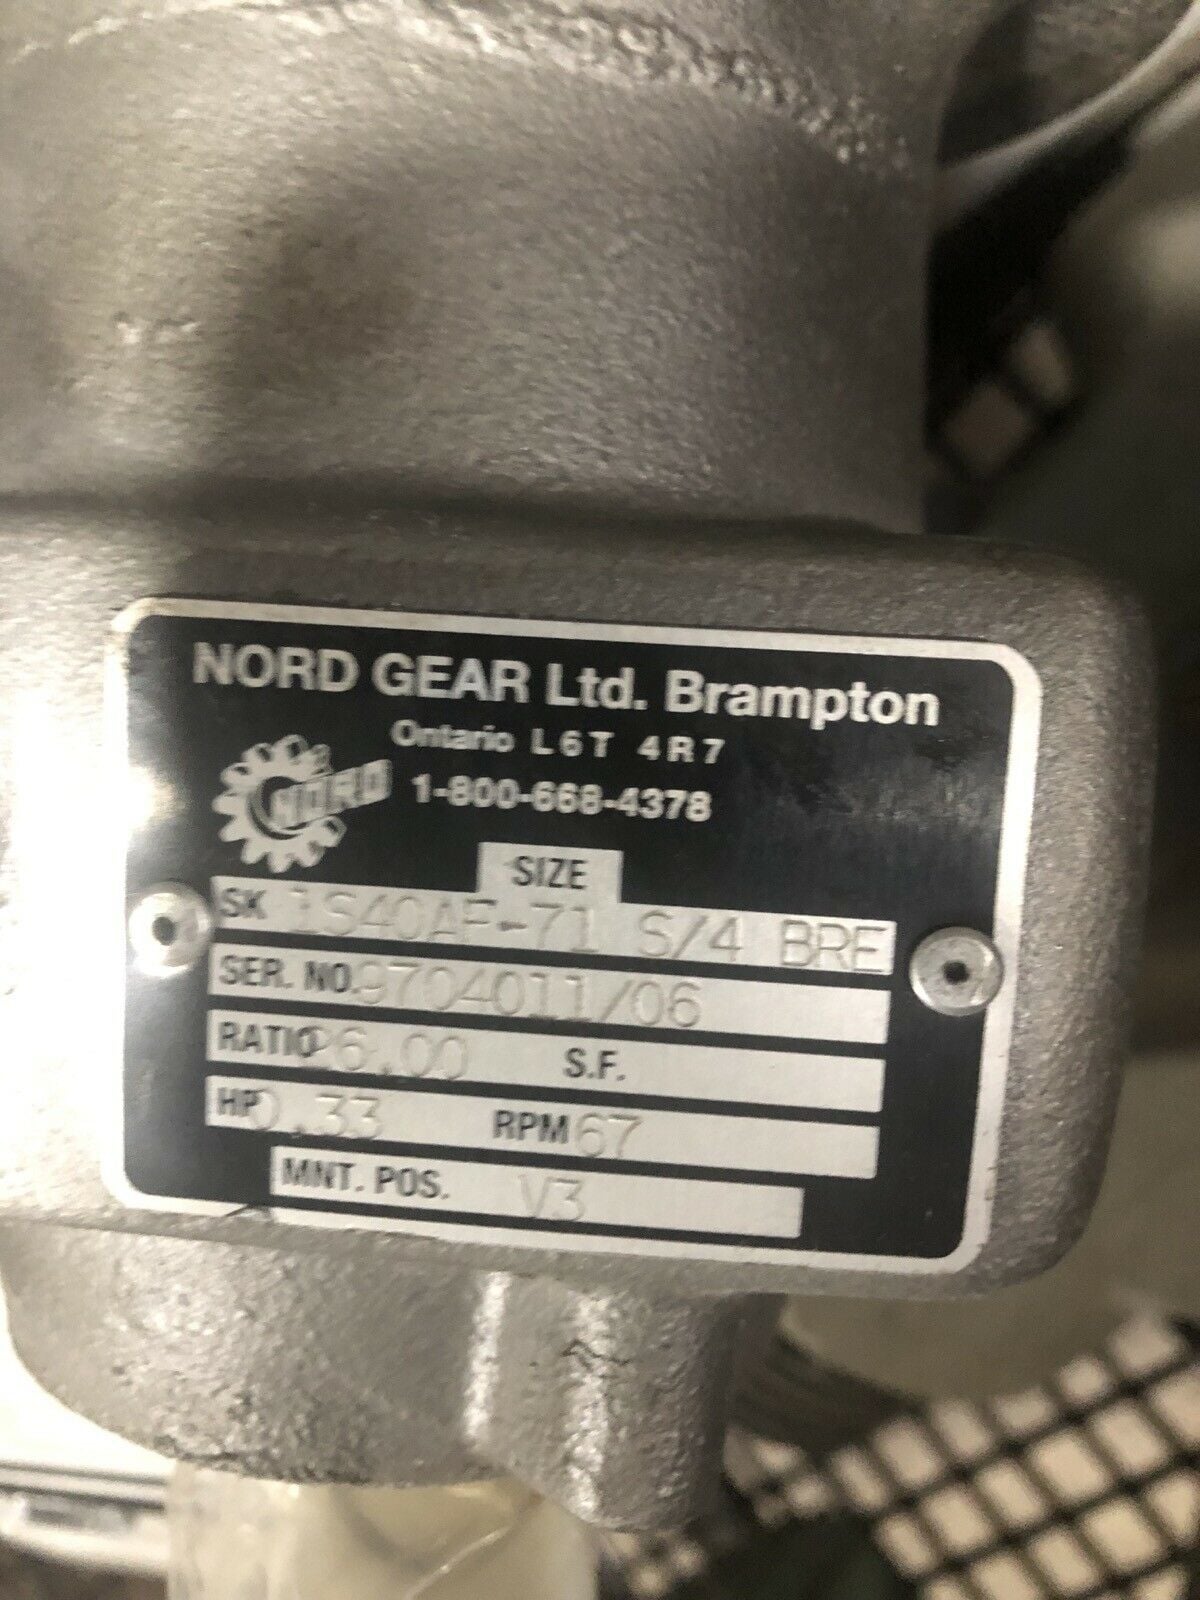 NORD GEAR Ltd. Brampton
Ontario L6T 4R7
NORD 1-800-668-4378
SIZE
SK 1S40AF-71 S/4 BRE
SER. NO. 9704011/06
RATIO 26.00 S.F.
HP 0.33 RPM 67
MNT. POS. V3